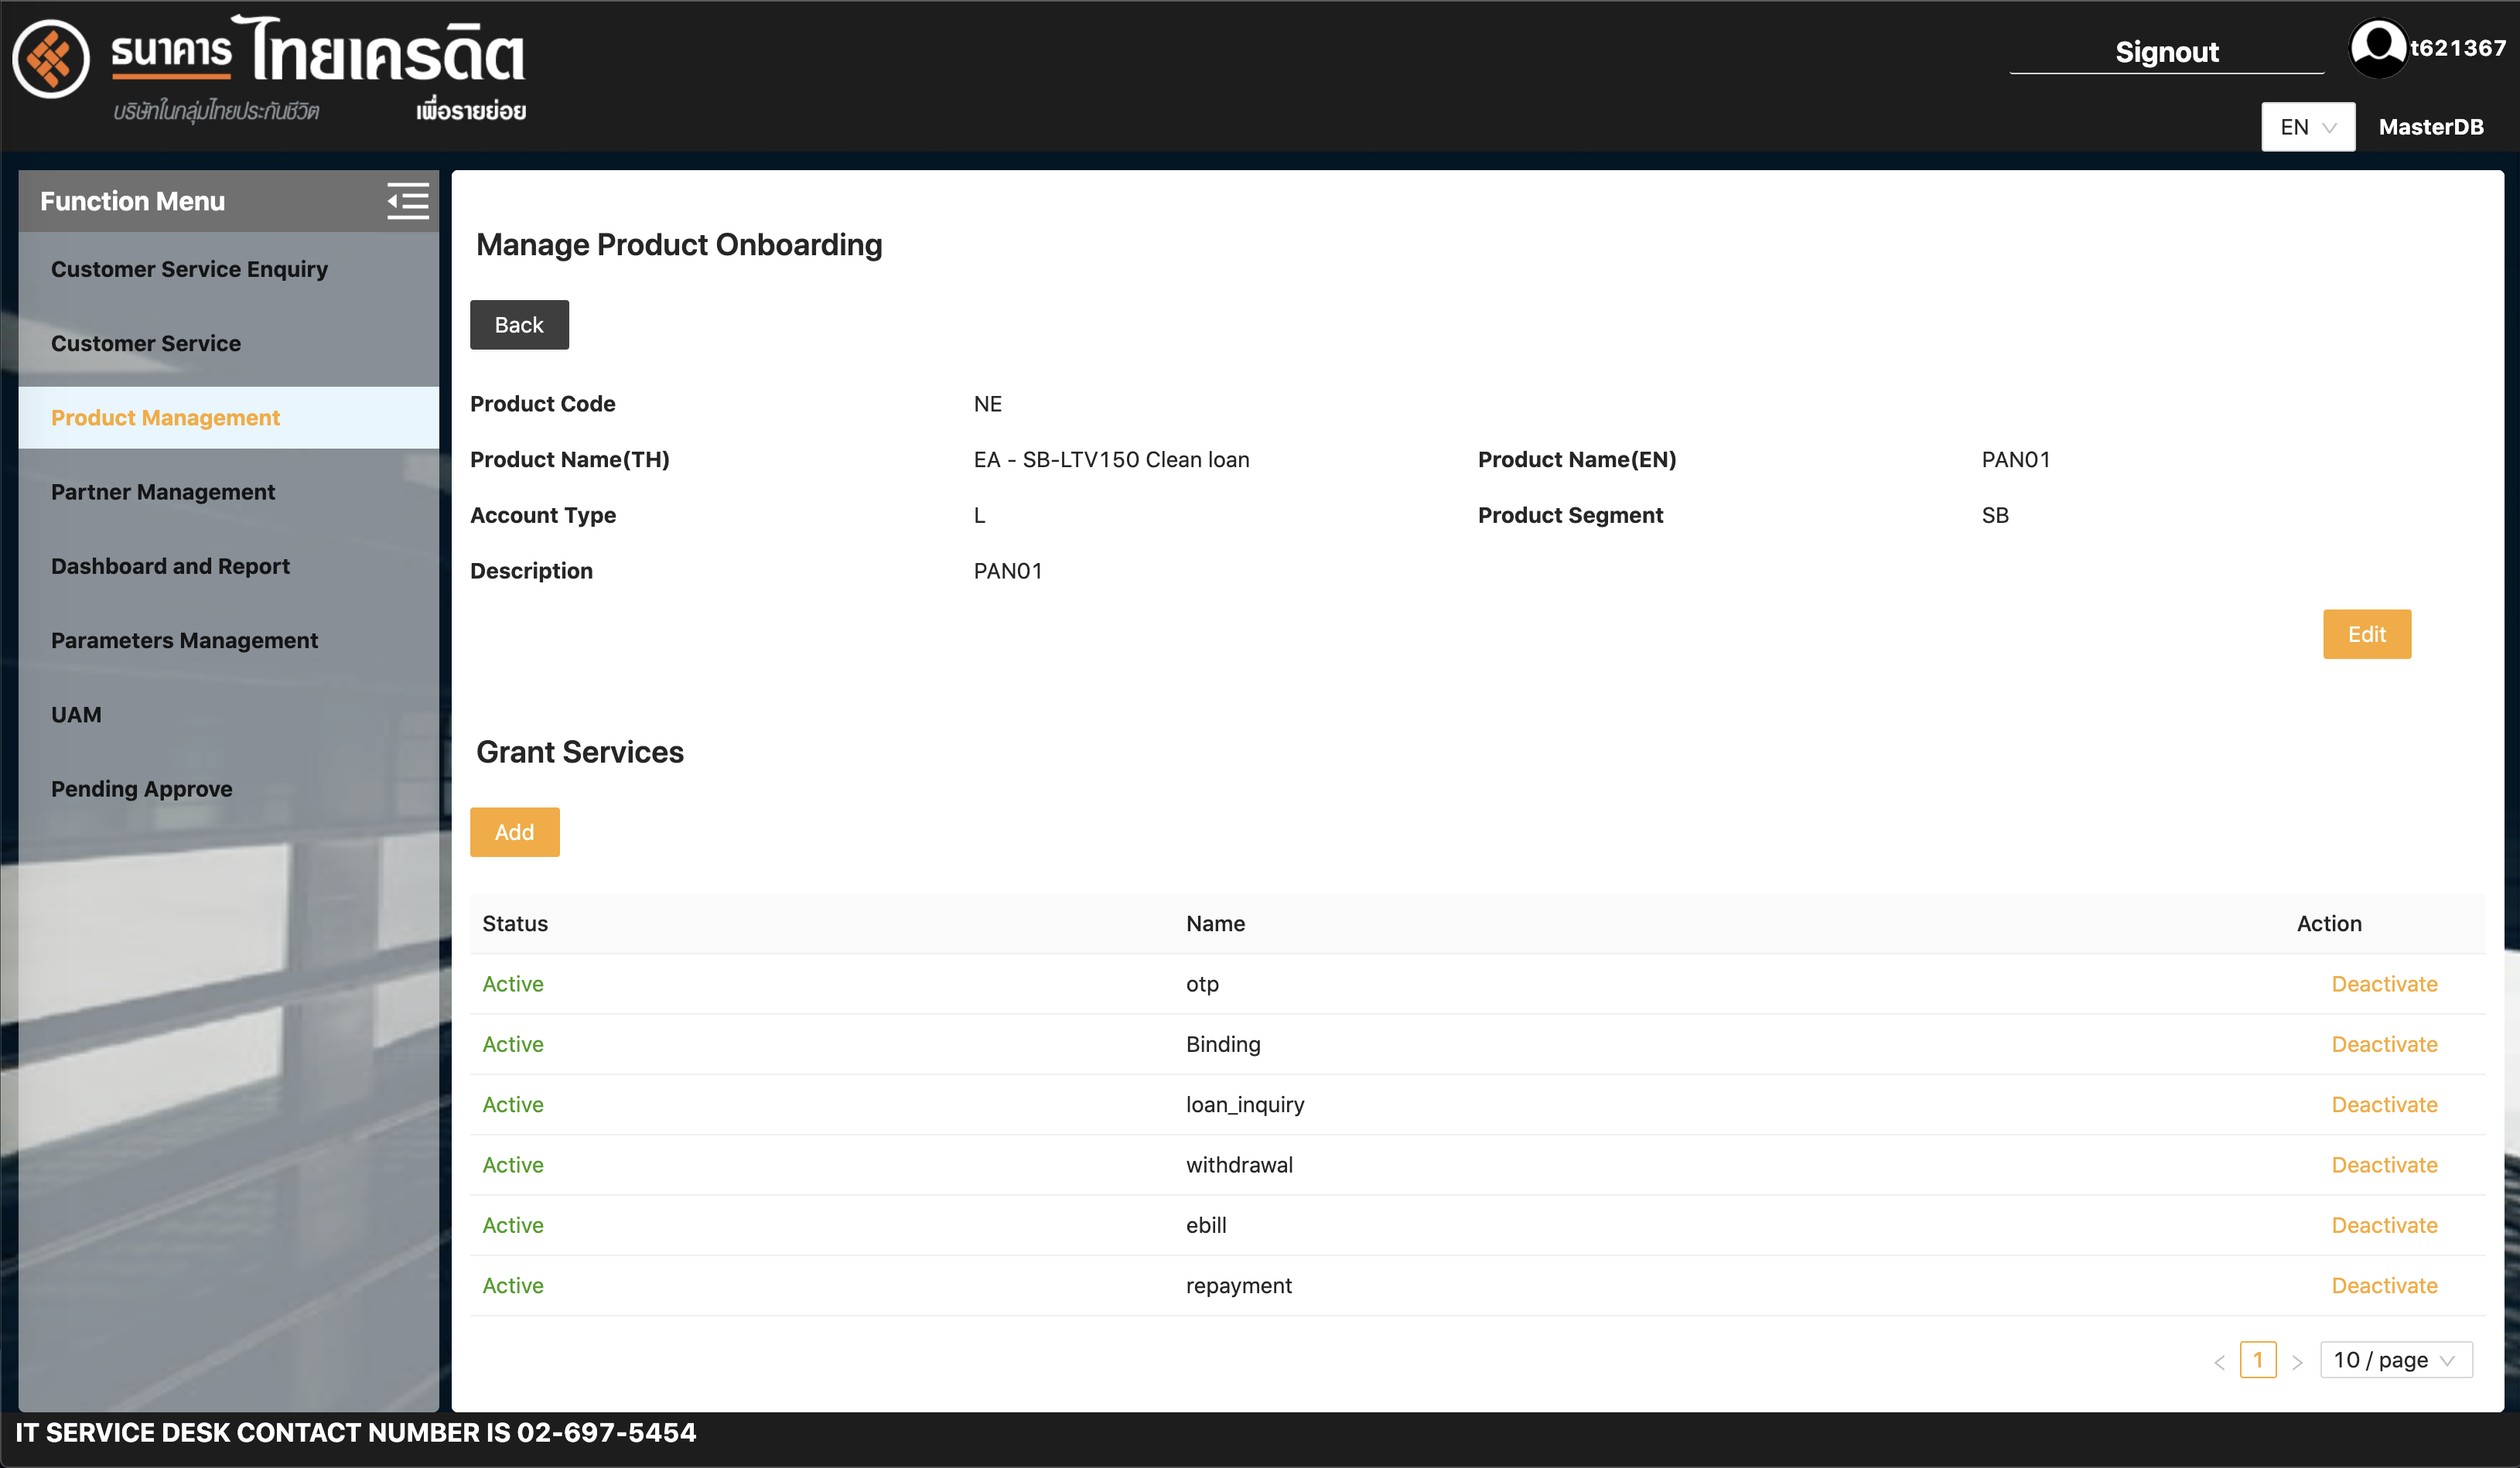 ธนาคาร ไทยเครดิต
บริษัทในกลุ่มไทยประกันชีวิต เพื่อรายย่อย
Signout
t621367
EN
MasterDB
Function Menu
Customer Service Enquiry
Customer Service
Product Management
Partner Management
Dashboard and Report
Parameters Management
UAM
Pending Approve
Manage Product Onboarding
Back
Product Code NE
Product Name(TH) EA - SB-LTV150 Clean loan Product Name(EN) PAN01
Account Type L Product Segment SB
Description PAN01
Edit
Grant Services
Add
Status Name Action
Active otp Deactivate
Active Binding Deactivate
Active loan_inquiry Deactivate
Active withdrawal Deactivate
Active ebill Deactivate
Active repayment Deactivate
< 1 > 10 / page
IT SERVICE DESK CONTACT NUMBER IS 02-697-5454